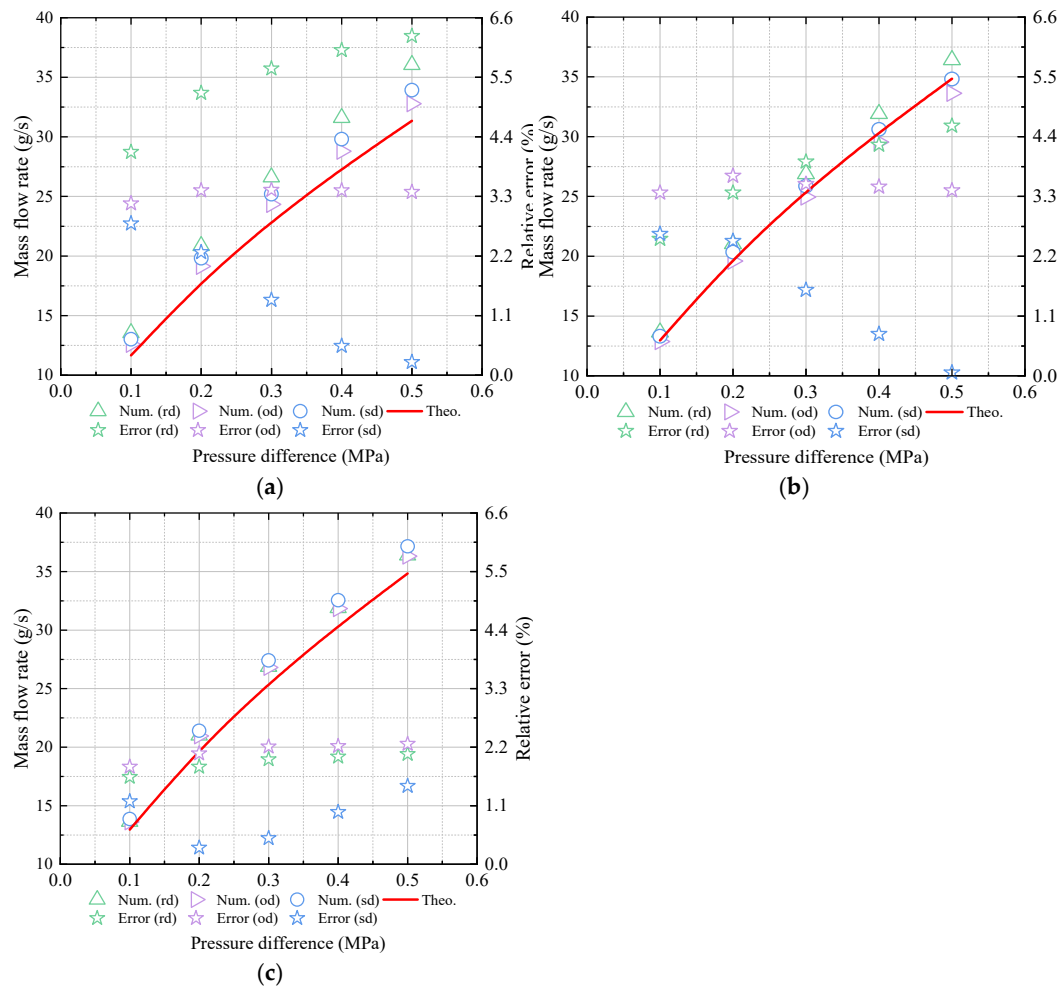 Mass flow rate (g/s)
40
35
30
25
20
15
10
6.6
5.5
4.4
3.3
2.2
1.1
0.0
Relative error (%)
0.0 0.1 0.2 0.3 0.4 0.5 0.6
Num. (rd) Num. (od) Num. (sd) Theo.
Error (rd) Error (od) Error (sd)
Pressure difference (MPa)
(a)
Mass flow rate (g/s)
40
35
30
25
20
15
10
6.6
5.5
4.4
3.3
2.2
1.1
0.0
Relative error (%)
0.0 0.1 0.2 0.3 0.4 0.5 0.6
Num. (rd) Num. (od) Num. (sd) Theo.
Error (rd) Error (od) Error (sd)
Pressure difference (MPa)
(b)
Mass flow rate (g/s)
40
35
30
25
20
15
10
6.6
5.5
4.4
3.3
2.2
1.1
0.0
Relative error (%)
0.0 0.1 0.2 0.3 0.4 0.5 0.6
Num. (rd) Num. (od) Num. (sd) Theo.
Error (rd) Error (od) Error (sd)
Pressure difference (MPa)
(c)